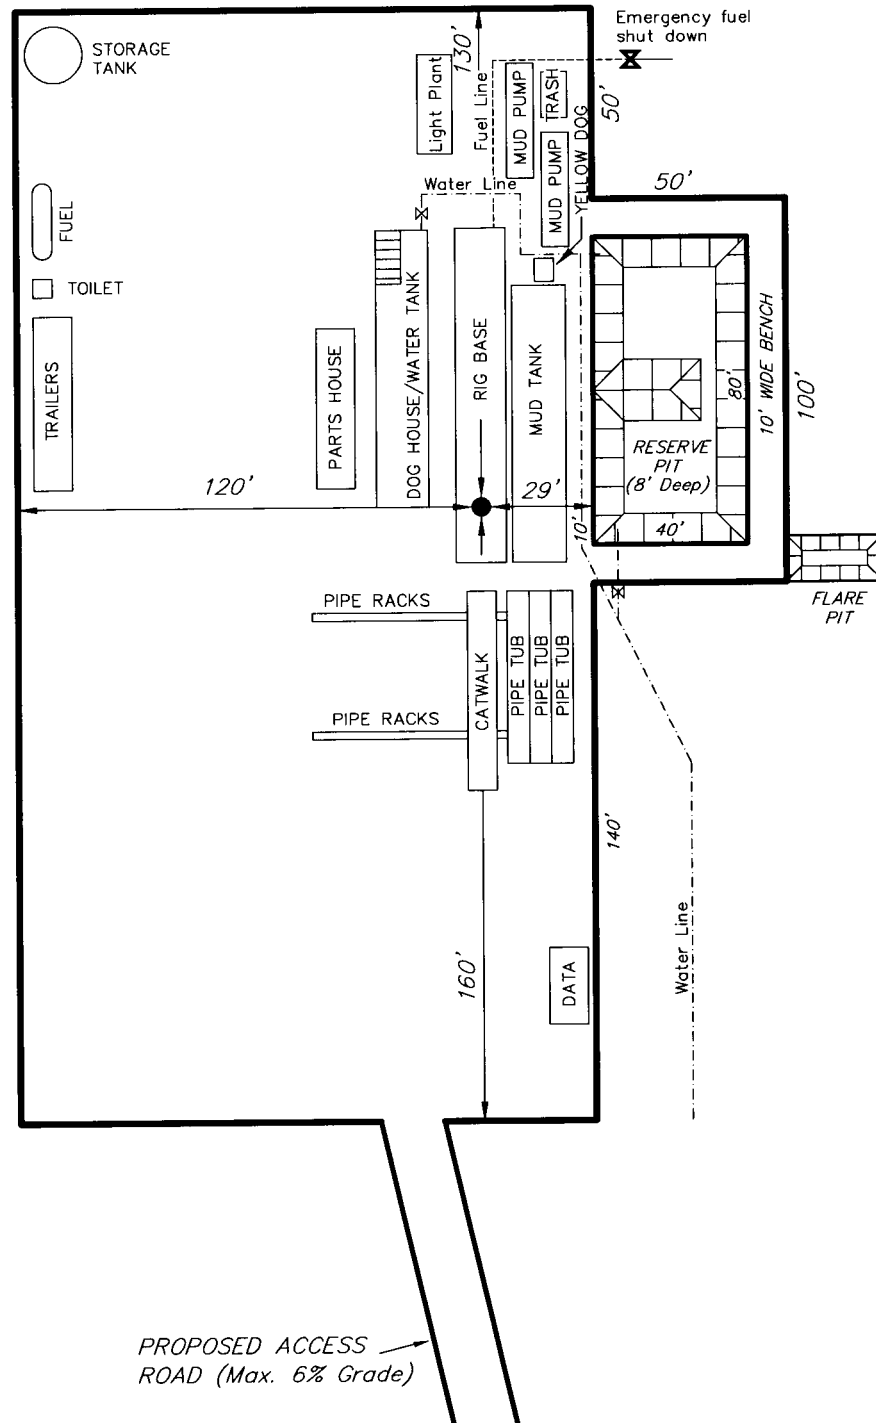 Emergency fuel
shut down
STORAGE
TANK
130'
Light Plant
Fuel Line
MUD PUMP
TRASH
50'
MUD PUMP
YELLOW DOG
Water Line
50'
FUEL
TOILET
TRAILERS
PARTS HOUSE
DOG HOUSE/WATER TANK
RIG BASE
MUD TANK
80'
10' WIDE BENCH
100'
RESERVE
PIT
(8' Deep)
120'
29'
10'
40'
FLARE
PIT
PIPE RACKS
CATWALK
PIPE TUB
PIPE TUB
PIPE TUB
PIPE RACKS
140'
160'
DATA
Water Line
PROPOSED ACCESS
ROAD (Max. 6% Grade)